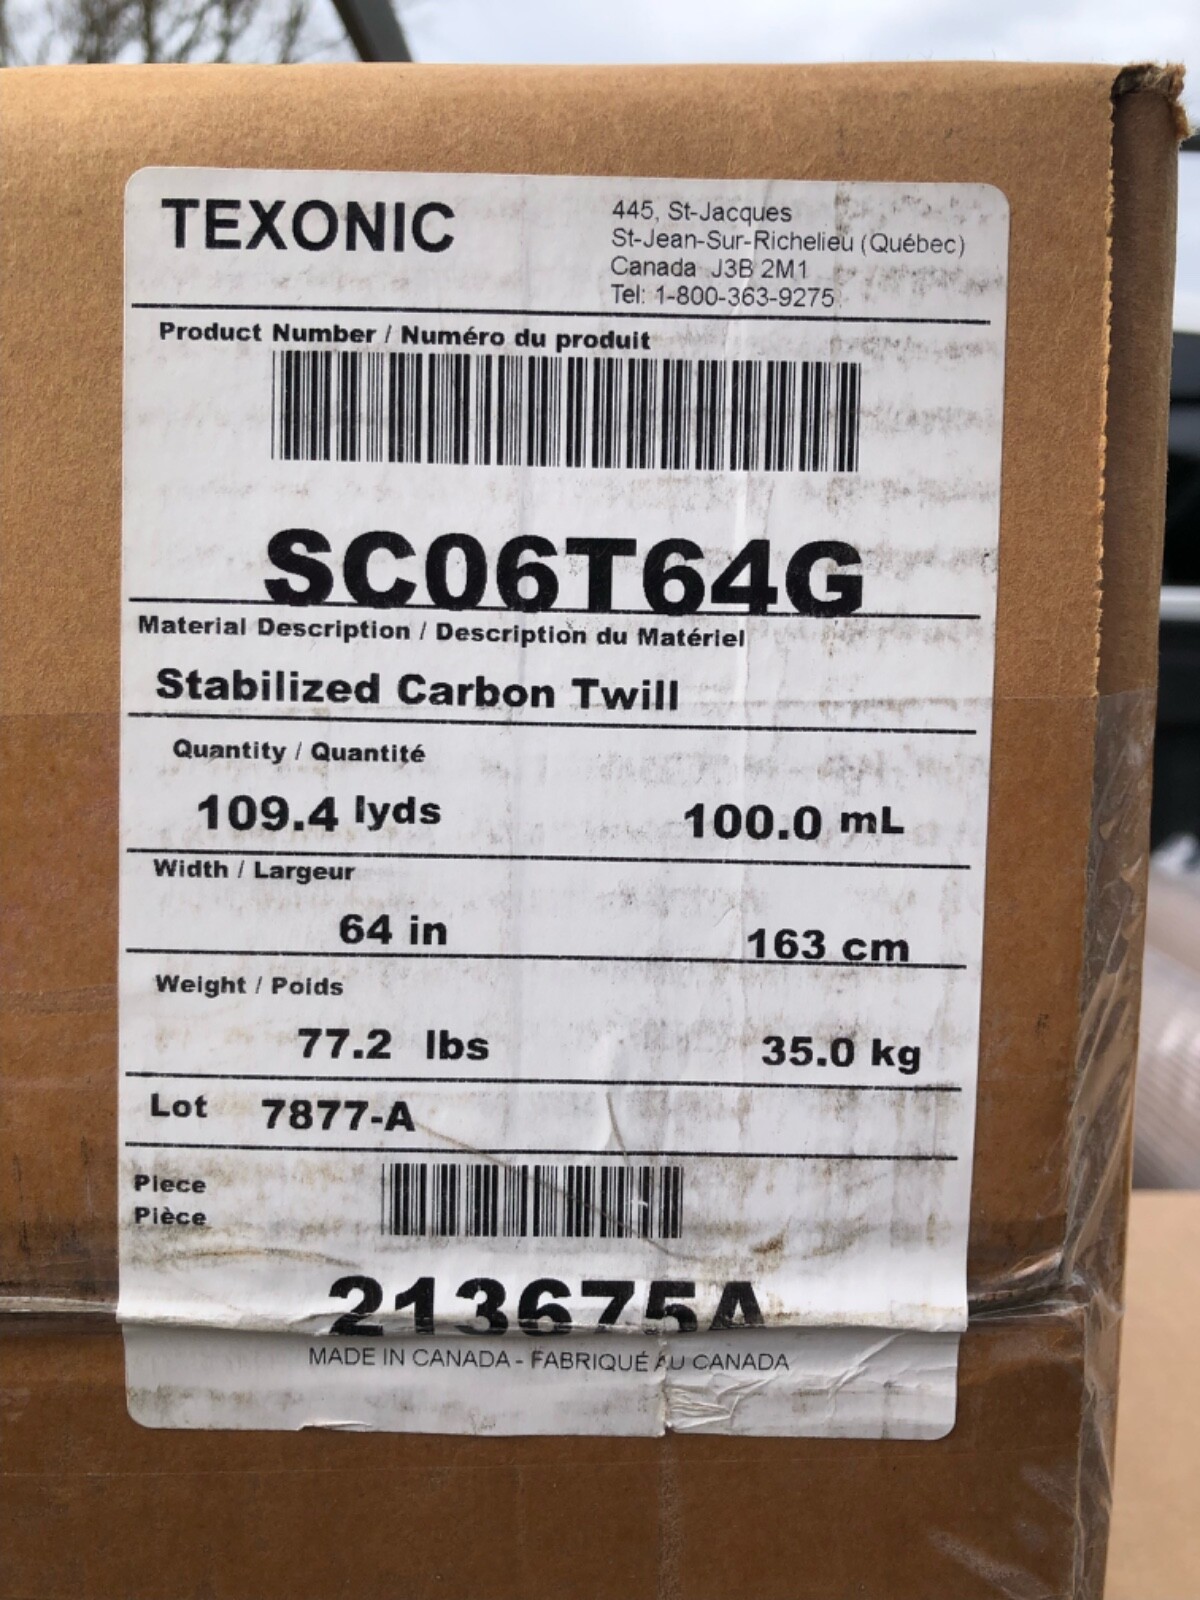 TEXONIC
445, St-Jacques
St-Jean-Sur-Richelieu (Québec)
Canada J3B 2M1
Tel: 1-800-363-9275
Product Number / Numéro du produit
SC06T64G
Material Description / Description du Matériel
Stabilized Carbon Twill
Quantity / Quantité
109.4 lyds 100.0 mL
Width / Largeur
64 in 163 cm
Weight / Poids
77.2 lbs 35.0 kg
Lot 7877-A
Piece
Pièce
213675A
MADE IN CANADA - FABRIQUÉ AU CANADA